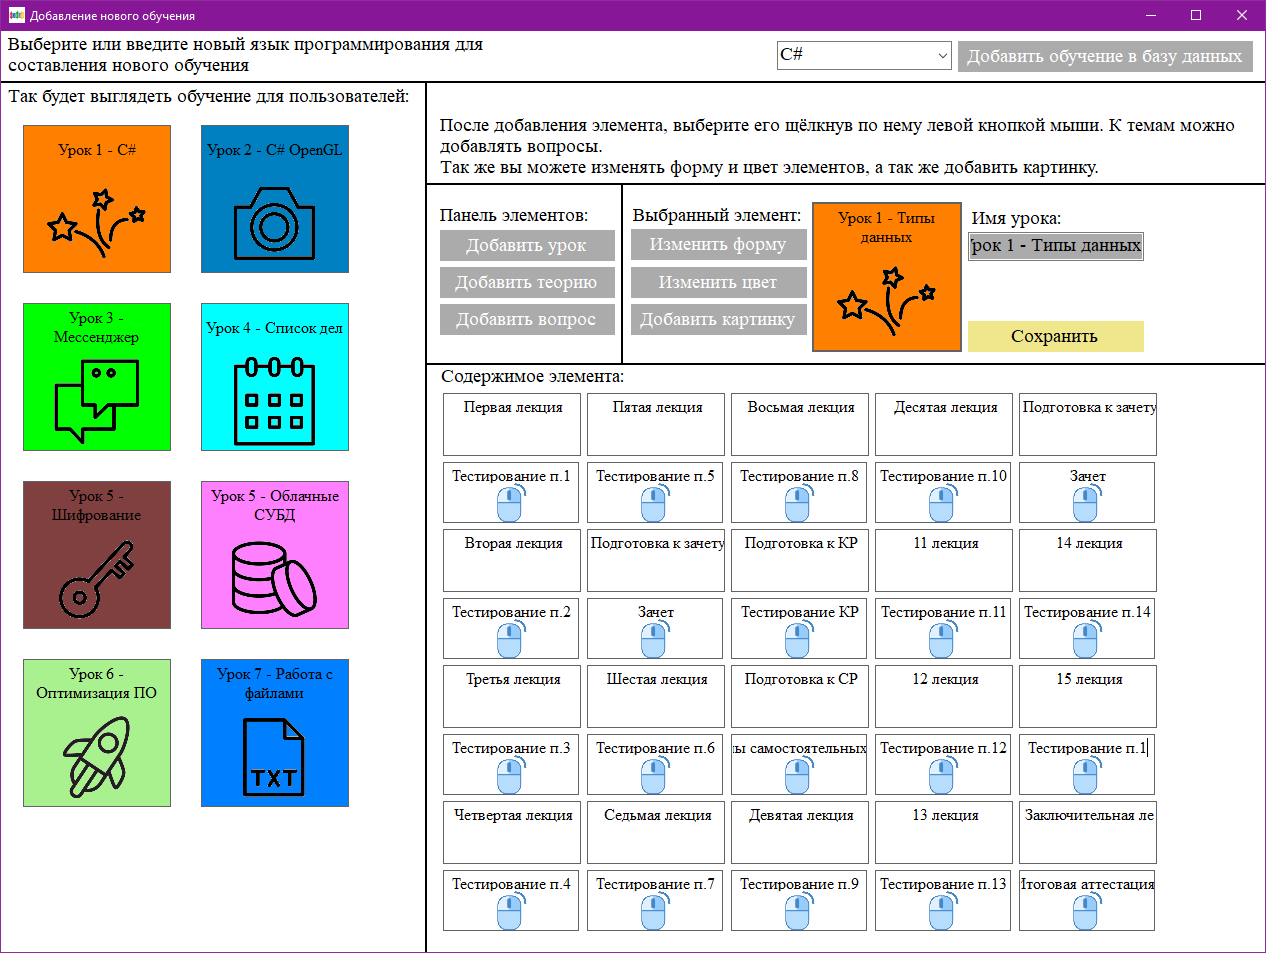 Добавление нового обучения
Выберите или введите новый язык программирования для
составления нового обучения
C#
Добавить обучение в базу данных
Так будет выглядеть обучение для пользователей:
Урок 1 - C#
Урок 2 - C# OpenGL
Урок 3 -
Мессенджер
Урок 4 - Список дел
Урок 5 -
Шифрование
Урок 5 - Облачные
СУБД
Урок 6 -
Оптимизация ПО
Урок 7 - Работа с
файлами
TXT
После добавления элемента, выберите его щёлкнув по нему левой кнопкой мыши. К темам можно
добавлять вопросы.
Так же вы можете изменять форму и цвет элементов, а так же добавить картинку.
Панель элементов:
Добавить урок
Добавить теорию
Добавить вопрос
Выбранный элемент:
Изменить форму
Изменить цвет
Добавить картинку
Урок 1 - Типы
данных
Имя урока:
рок 1 - Типы данных
Сохранить
Содержимое элемента:
Первая лекция
Пятая лекция
Восьмая лекция
Десятая лекция
Подготовка к зачету
Тестирование п.1
Тестирование п.5
Тестирование п.8
Тестирование п.10
Зачет
Вторая лекция
Подготовка к зачету
Подготовка к КР
11 лекция
14 лекция
Тестирование п.2
Зачет
Тестирование КР
Тестирование п.11
Тестирование п.14
Третья лекция
Шестая лекция
Подготовка к СР
12 лекция
15 лекция
Тестирование п.3
Тестирование п.6
ы самостоятельных
Тестирование п.12
Тестирование п.1
Четвертая лекция
Седьмая лекция
Девятая лекция
13 лекция
Заключительная ле
Тестирование п.4
Тестирование п.7
Тестирование п.9
Тестирование п.13
Итоговая аттестация